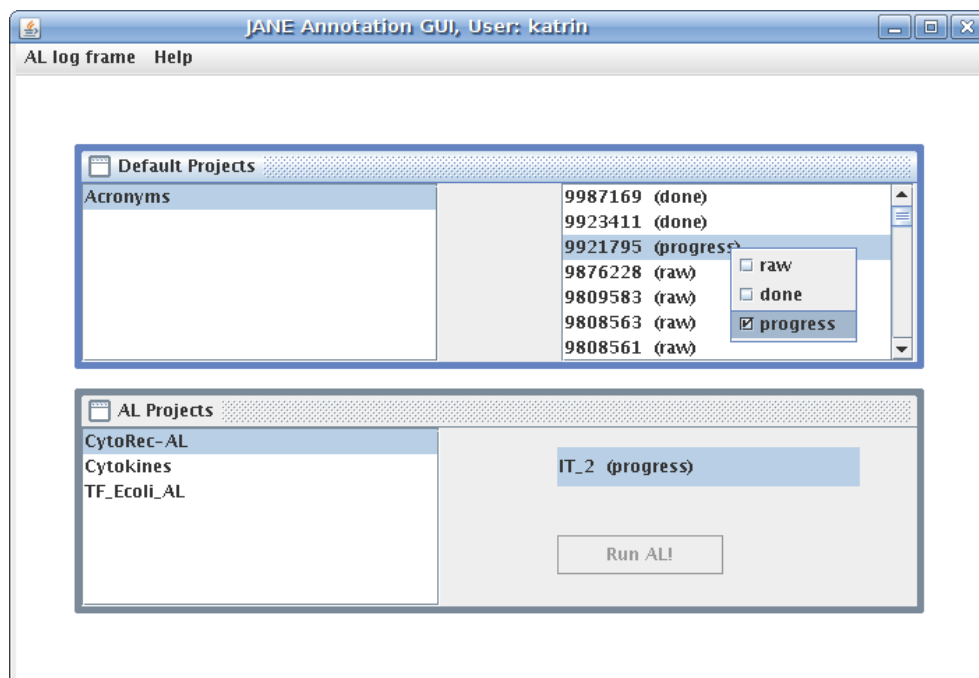 JANE Annotation GUI, User: katrin
AL log frame Help
Default Projects
Acronyms
9987169 (done)
9923411 (done)
9921795 (progress)
9876228 (raw)
9809583 (raw)
9808563 (raw)
9808561 (raw)
raw
done
progress
AL Projects
CytoRec-AL
Cytokines
TF_Ecoli_AL
IT_2 (progress)
Run AL!